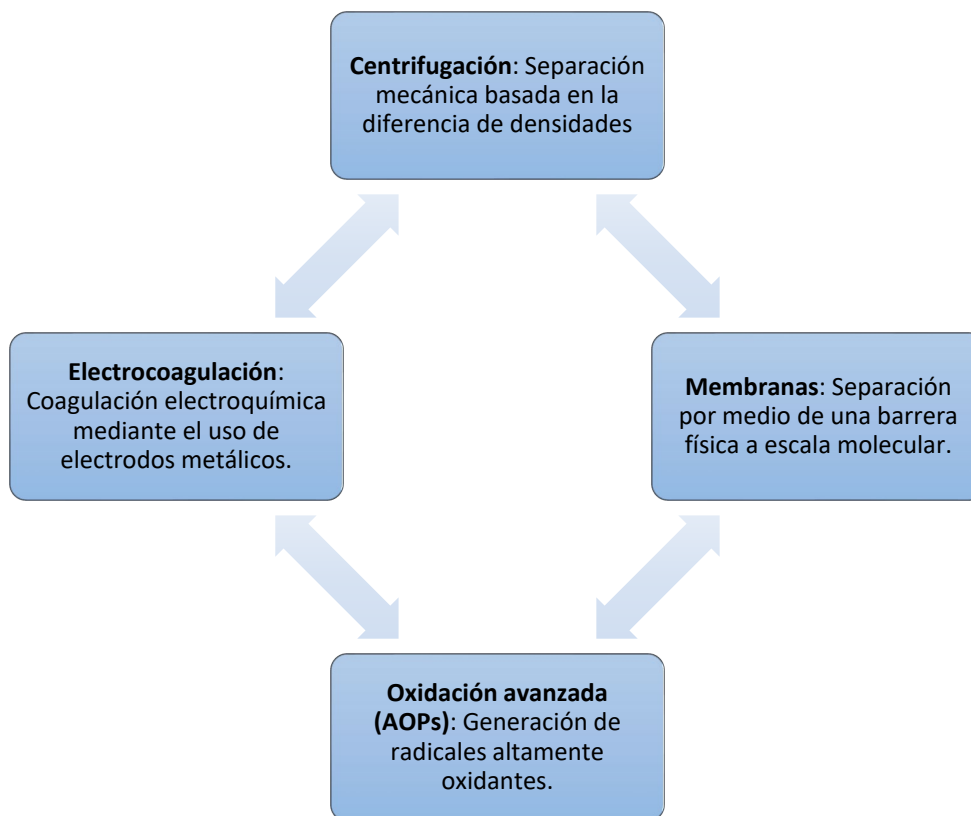 Centrifugación: Separación
mecánica basada en la
diferencia de densidades
Electrocoagulación:
Coagulación electroquímica
mediante el uso de
electrodos metálicos.
Membranas: Separación
por medio de una barrera
física a escala molecular.
Oxidación avanzada
(AOPs): Generación de
radicales altamente
oxidantes.